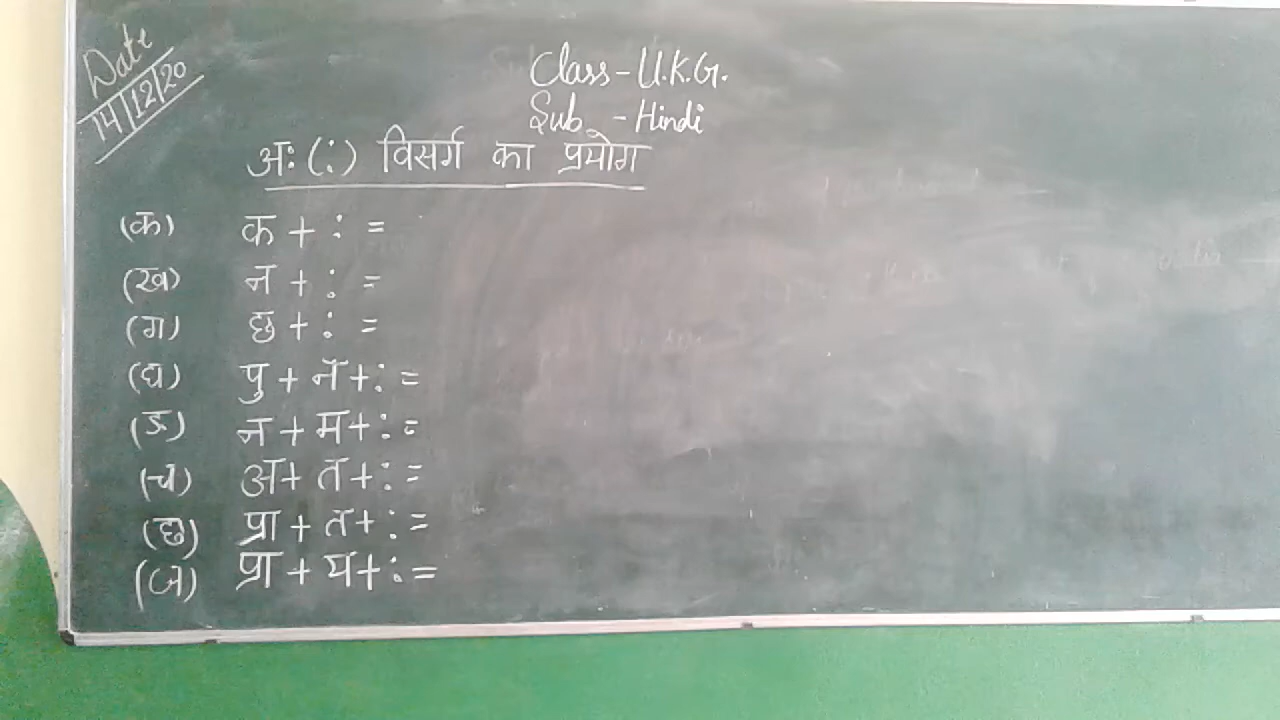 Date
14/12/20
Class-U.K.G.
Sub - Hindi
अः(ः) विसर्ग का प्रयोग
(क) क + ः =
(ख) न + ः =
(ग) छ + ः =
(घ) पु + न + ः =
(ङ) न + म + ः =
(च) अ + त + ः =
(छ) प्रा + त + ः =
(ज) प्रा + य + ः =